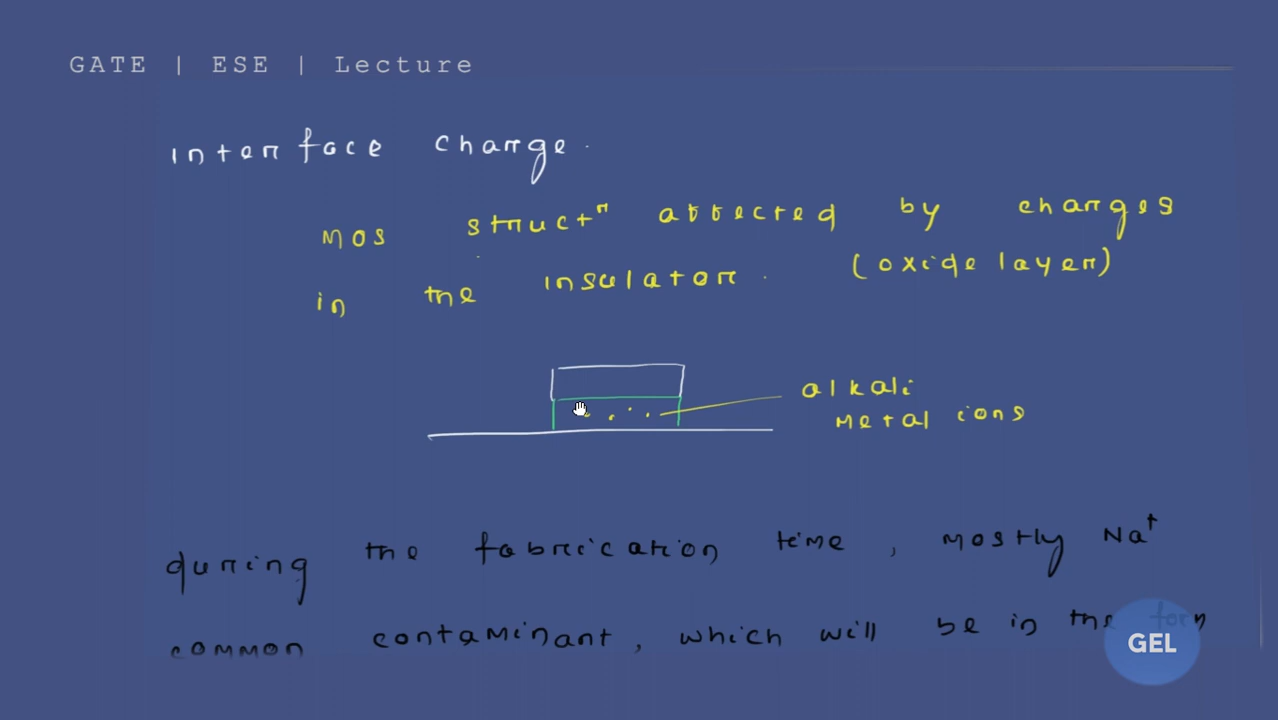 GATE | ESE | Lecture
interface charge.
MOS structⁿ affected by charges
in the insulator. (oxide layer)
alkali
metal ions
during the fabrication time, mostly Na⁺
common contaminant, which will be in the form
GEL